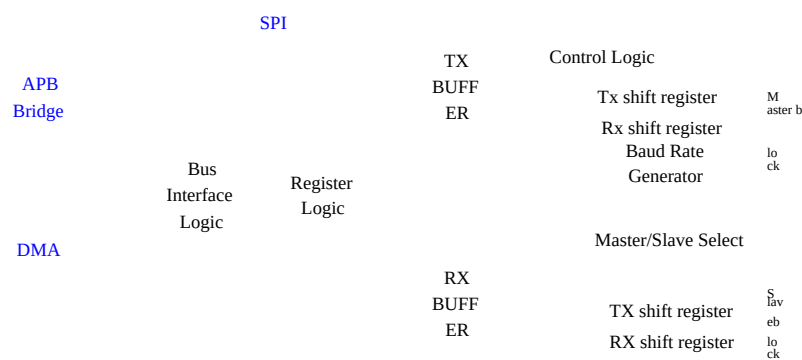 SPI
APB
Bridge
DMA
Bus
Interface
Logic
Register
Logic
TX
BUFF
ER
RX
BUFF
ER
Control Logic
Tx shift register
Rx shift register
Baud Rate
Generator
M
aster b
lo
ck
Master/Slave Select
TX shift register
RX shift register
S
lav
eb
lo
ck